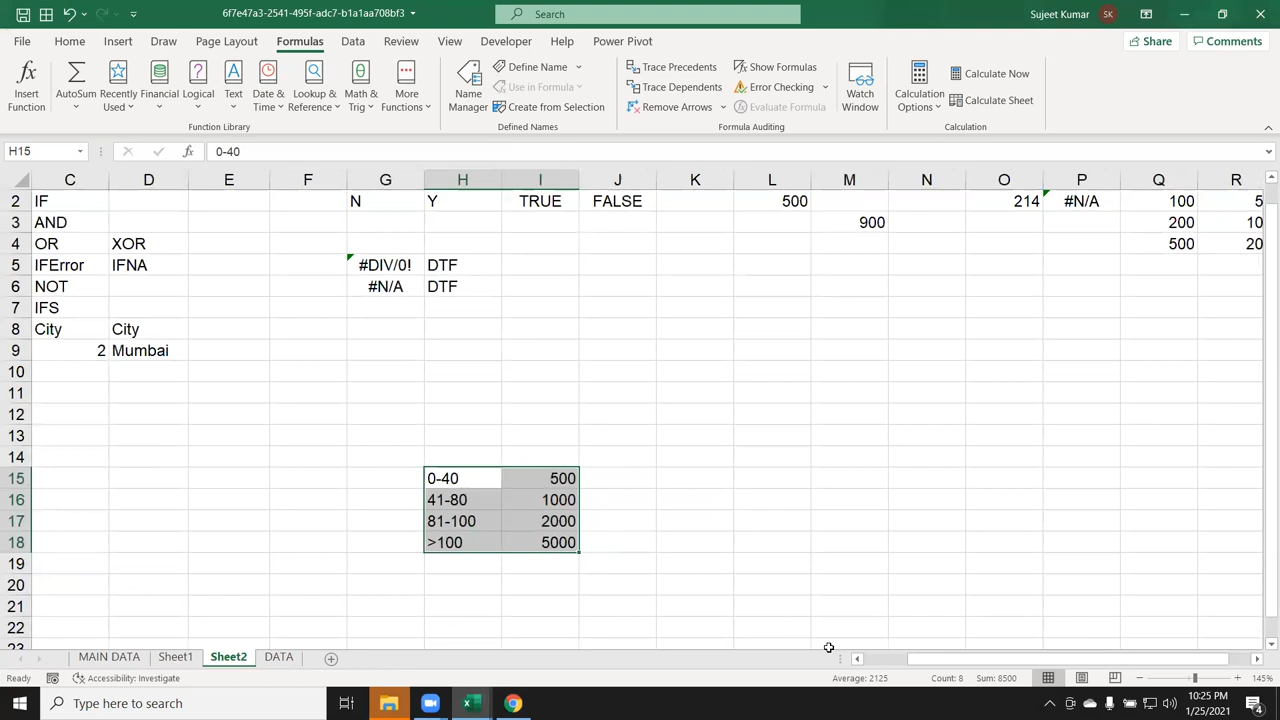 6f7e47a3-2541-495f-adc7-b1a1aa708bf3
Search
Sujeet Kumar SK
File Home Insert Draw Page Layout Formulas Data Review View Developer Help Power Pivot Share Comments
Insert Function
AutoSum
Recently Used
Financial
Logical
Text
Date & Time
Lookup & Reference
Math & Trig
More Functions
Function Library
Name Manager
Define Name
Use in Formula
Create from Selection
Defined Names
Trace Precedents
Trace Dependents
Remove Arrows
Show Formulas
Error Checking
Evaluate Formula
Formula Auditing
Watch Window
Calculation Options
Calculate Now
Calculate Sheet
Calculation
H15 fx 0-40
C D E F G H I J K L M N O P Q R
2 IF N Y TRUE FALSE 500 214 #N/A 100 5
3 AND 900 200 10
4 OR XOR 500 20
5 IFError IFNA #DIV/0! DTF
6 NOT #N/A DTF
7 IFS
8 City City
9 2 Mumbai
10
11
12
13
14
15 0-40 500
16 41-80 1000
17 81-100 2000
18 >100 5000
19
20
21
22
23
MAIN DATA Sheet1 Sheet2 DATA
Ready Accessibility: Investigate Average: 2125 Count: 8 Sum: 8500 145%
Type here to search
10:25 PM
1/25/2021
4